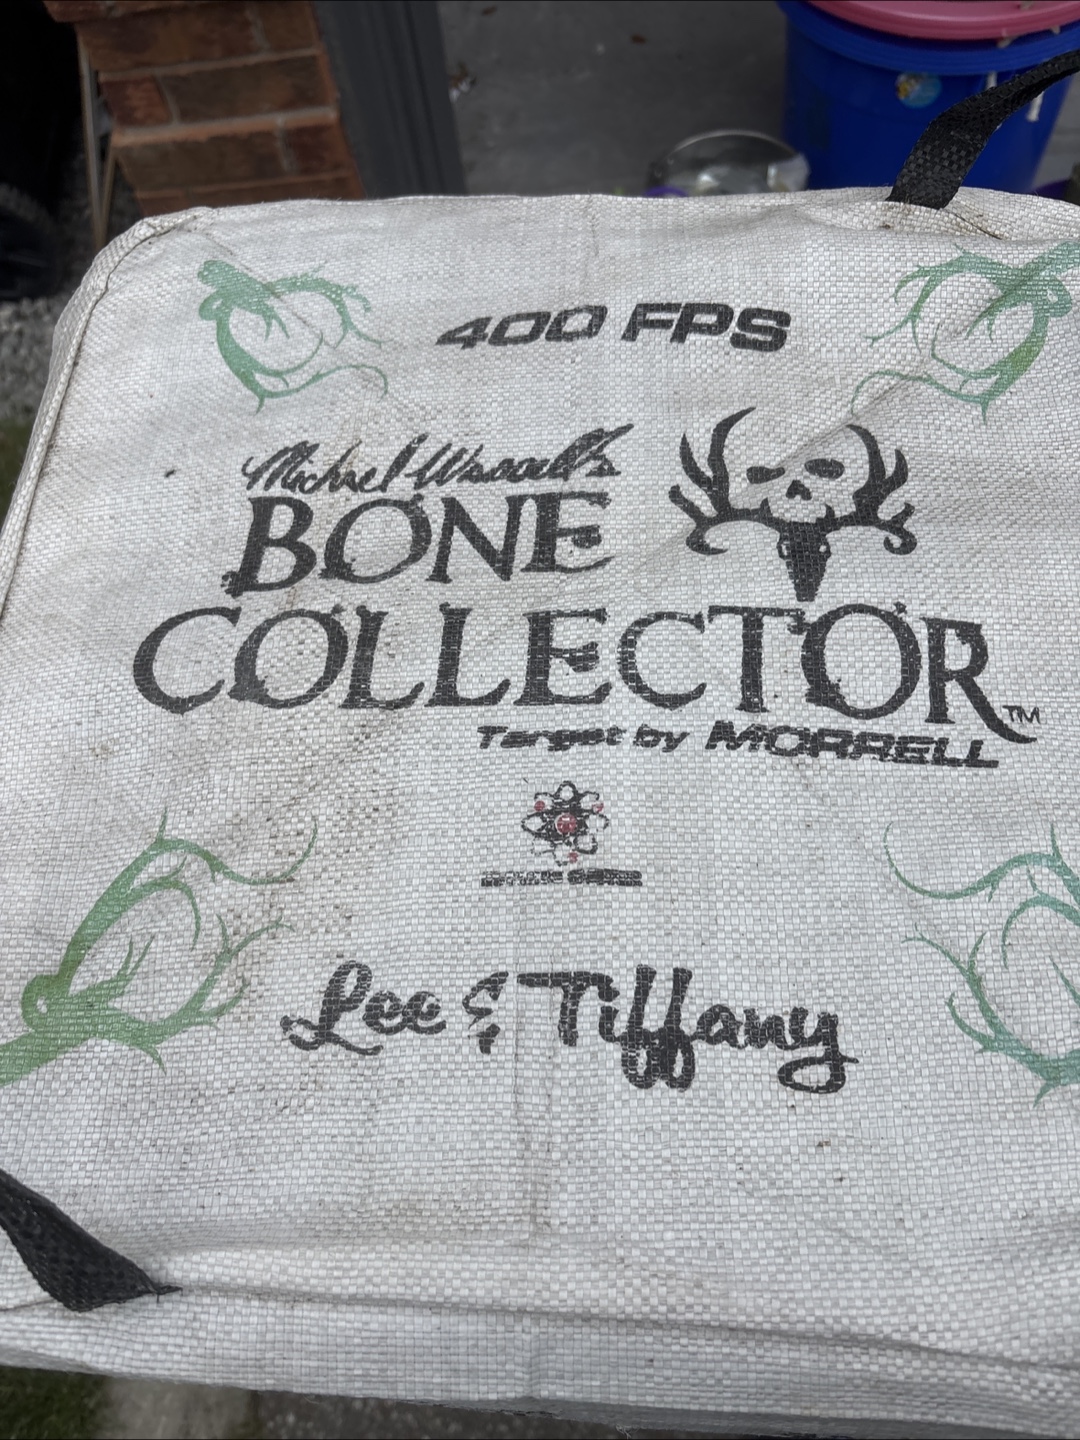 400 FPS
Michael Waddell's
BONE
COLLECTOR™
Target by MORRELL
Lee & Tiffany